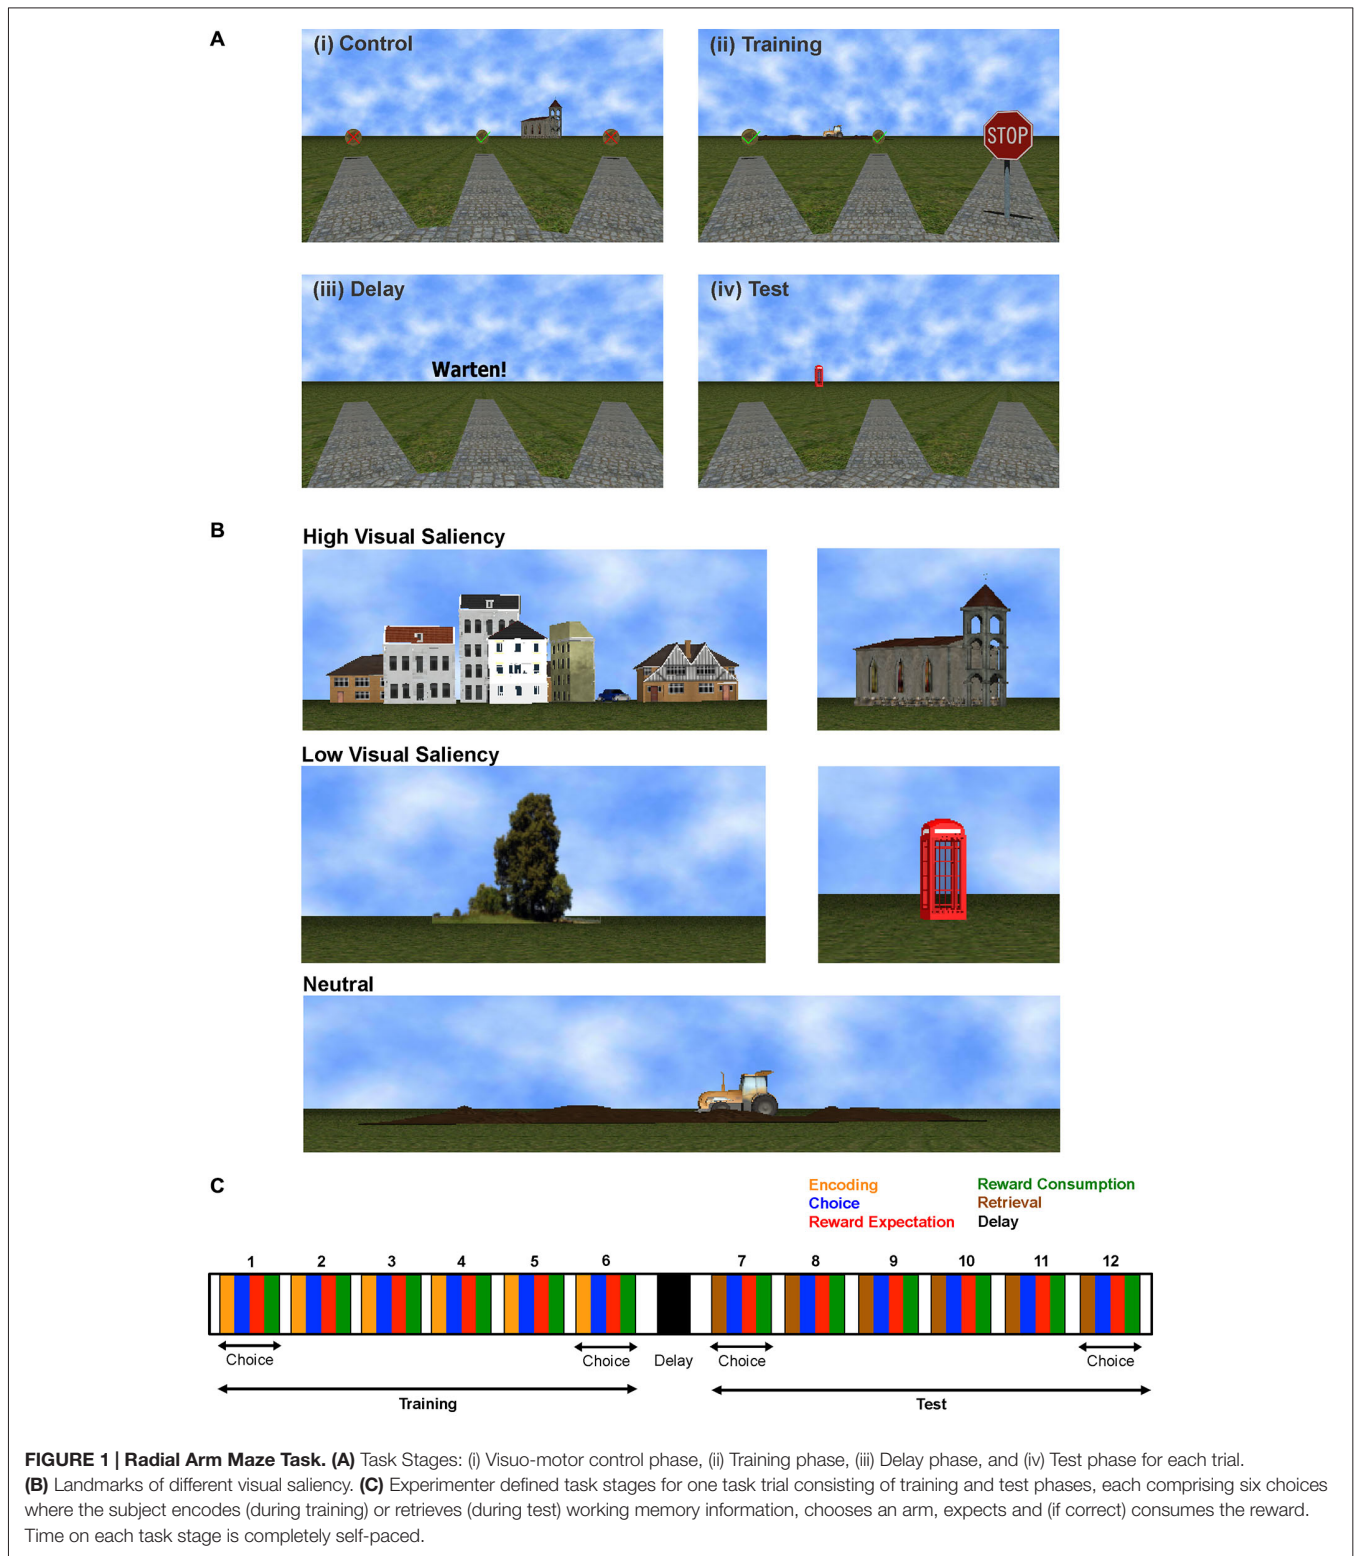 A
(i) Control
(ii) Training
STOP
(iii) Delay
(iv) Test
Warten!
B
High Visual Saliency
Low Visual Saliency
Neutral
C
Encoding
Choice
Reward Expectation
Reward Consumption
Retrieval
Delay
1 2 3 4 5 6 7 8 9 10 11 12
Choice Choice Delay Choice Choice
Training Test
FIGURE 1 | Radial Arm Maze Task. (A) Task Stages: (i) Visuo-motor control phase, (ii) Training phase, (iii) Delay phase, and (iv) Test phase for each trial.
(B) Landmarks of different visual saliency. (C) Experimenter defined task stages for one task trial consisting of training and test phases, each comprising six choices
where the subject encodes (during training) or retrieves (during test) working memory information, chooses an arm, expects and (if correct) consumes the reward.
Time on each task stage is completely self-paced.